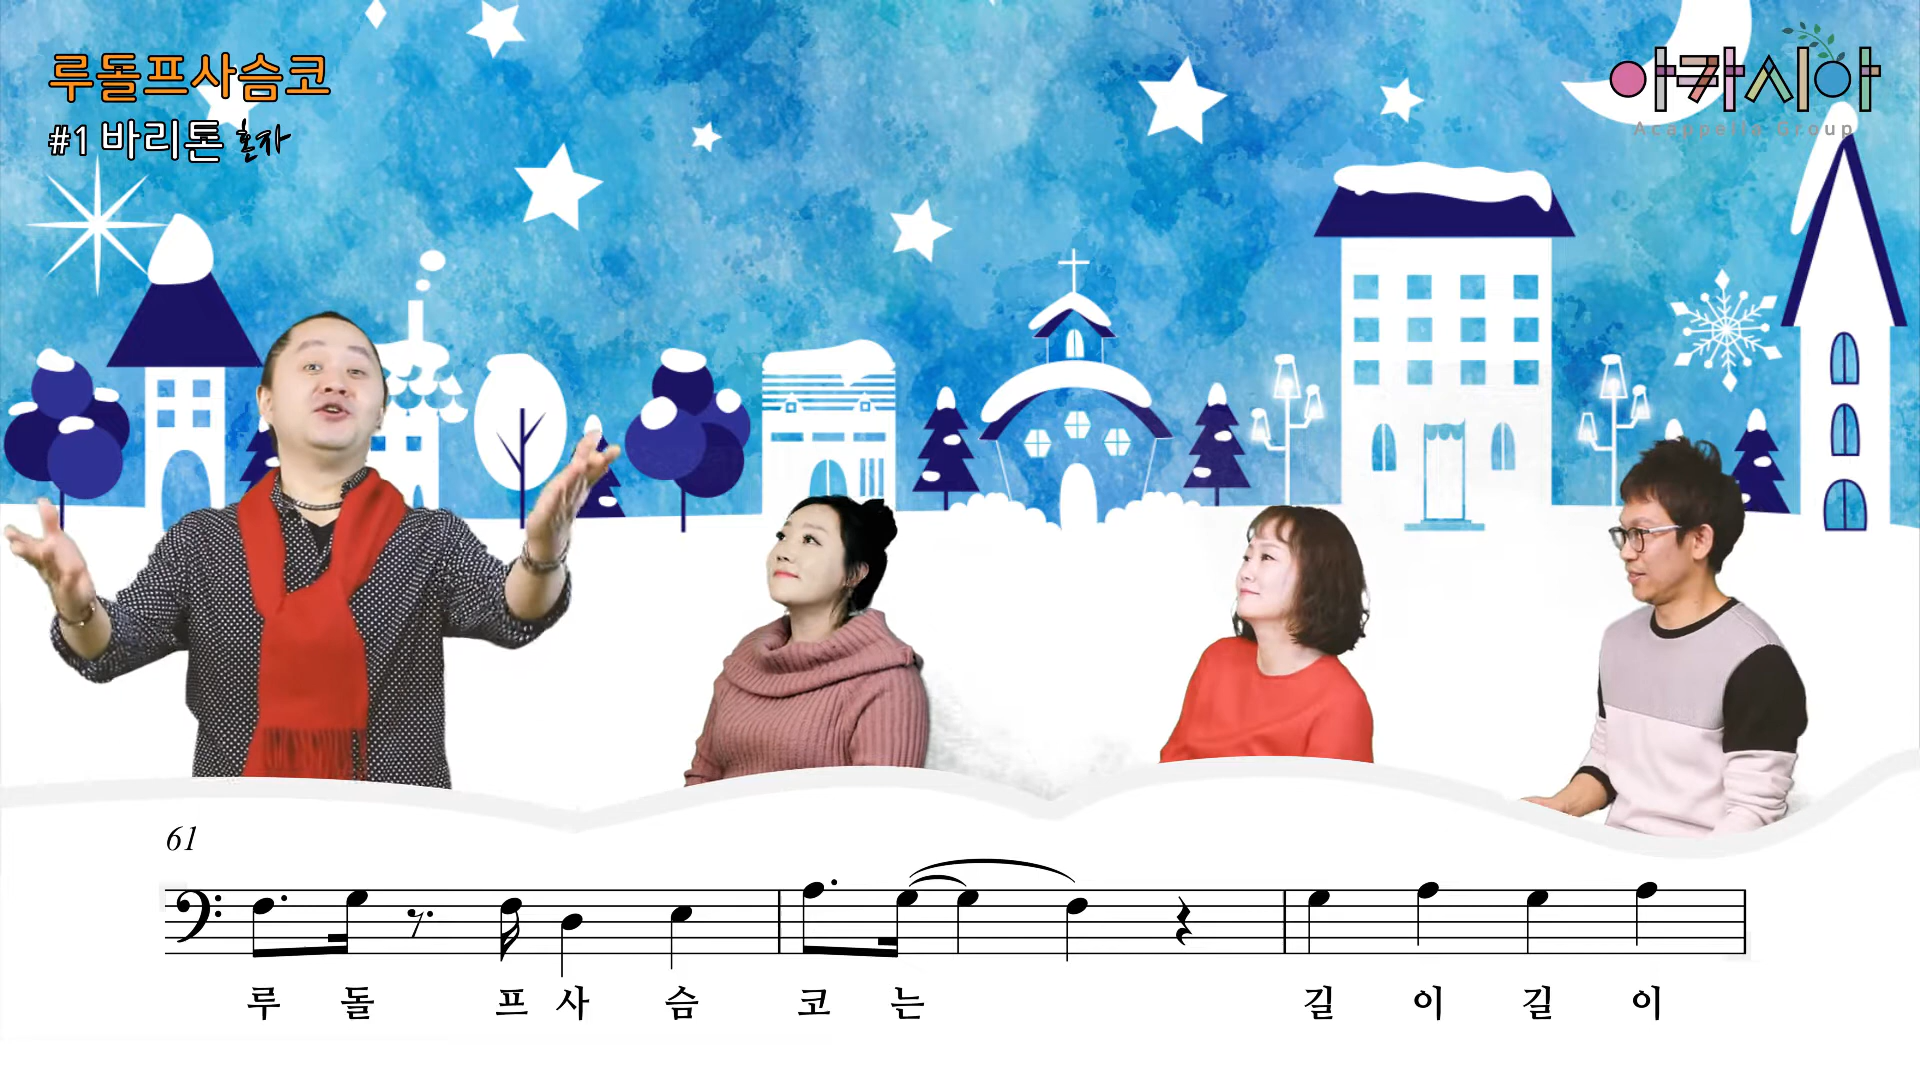 루돌프사슴코
#1 바리톤 혼자
아카시아
Acappella Group
61
루 돌 프 사 슴 코 는 길 이 길 이